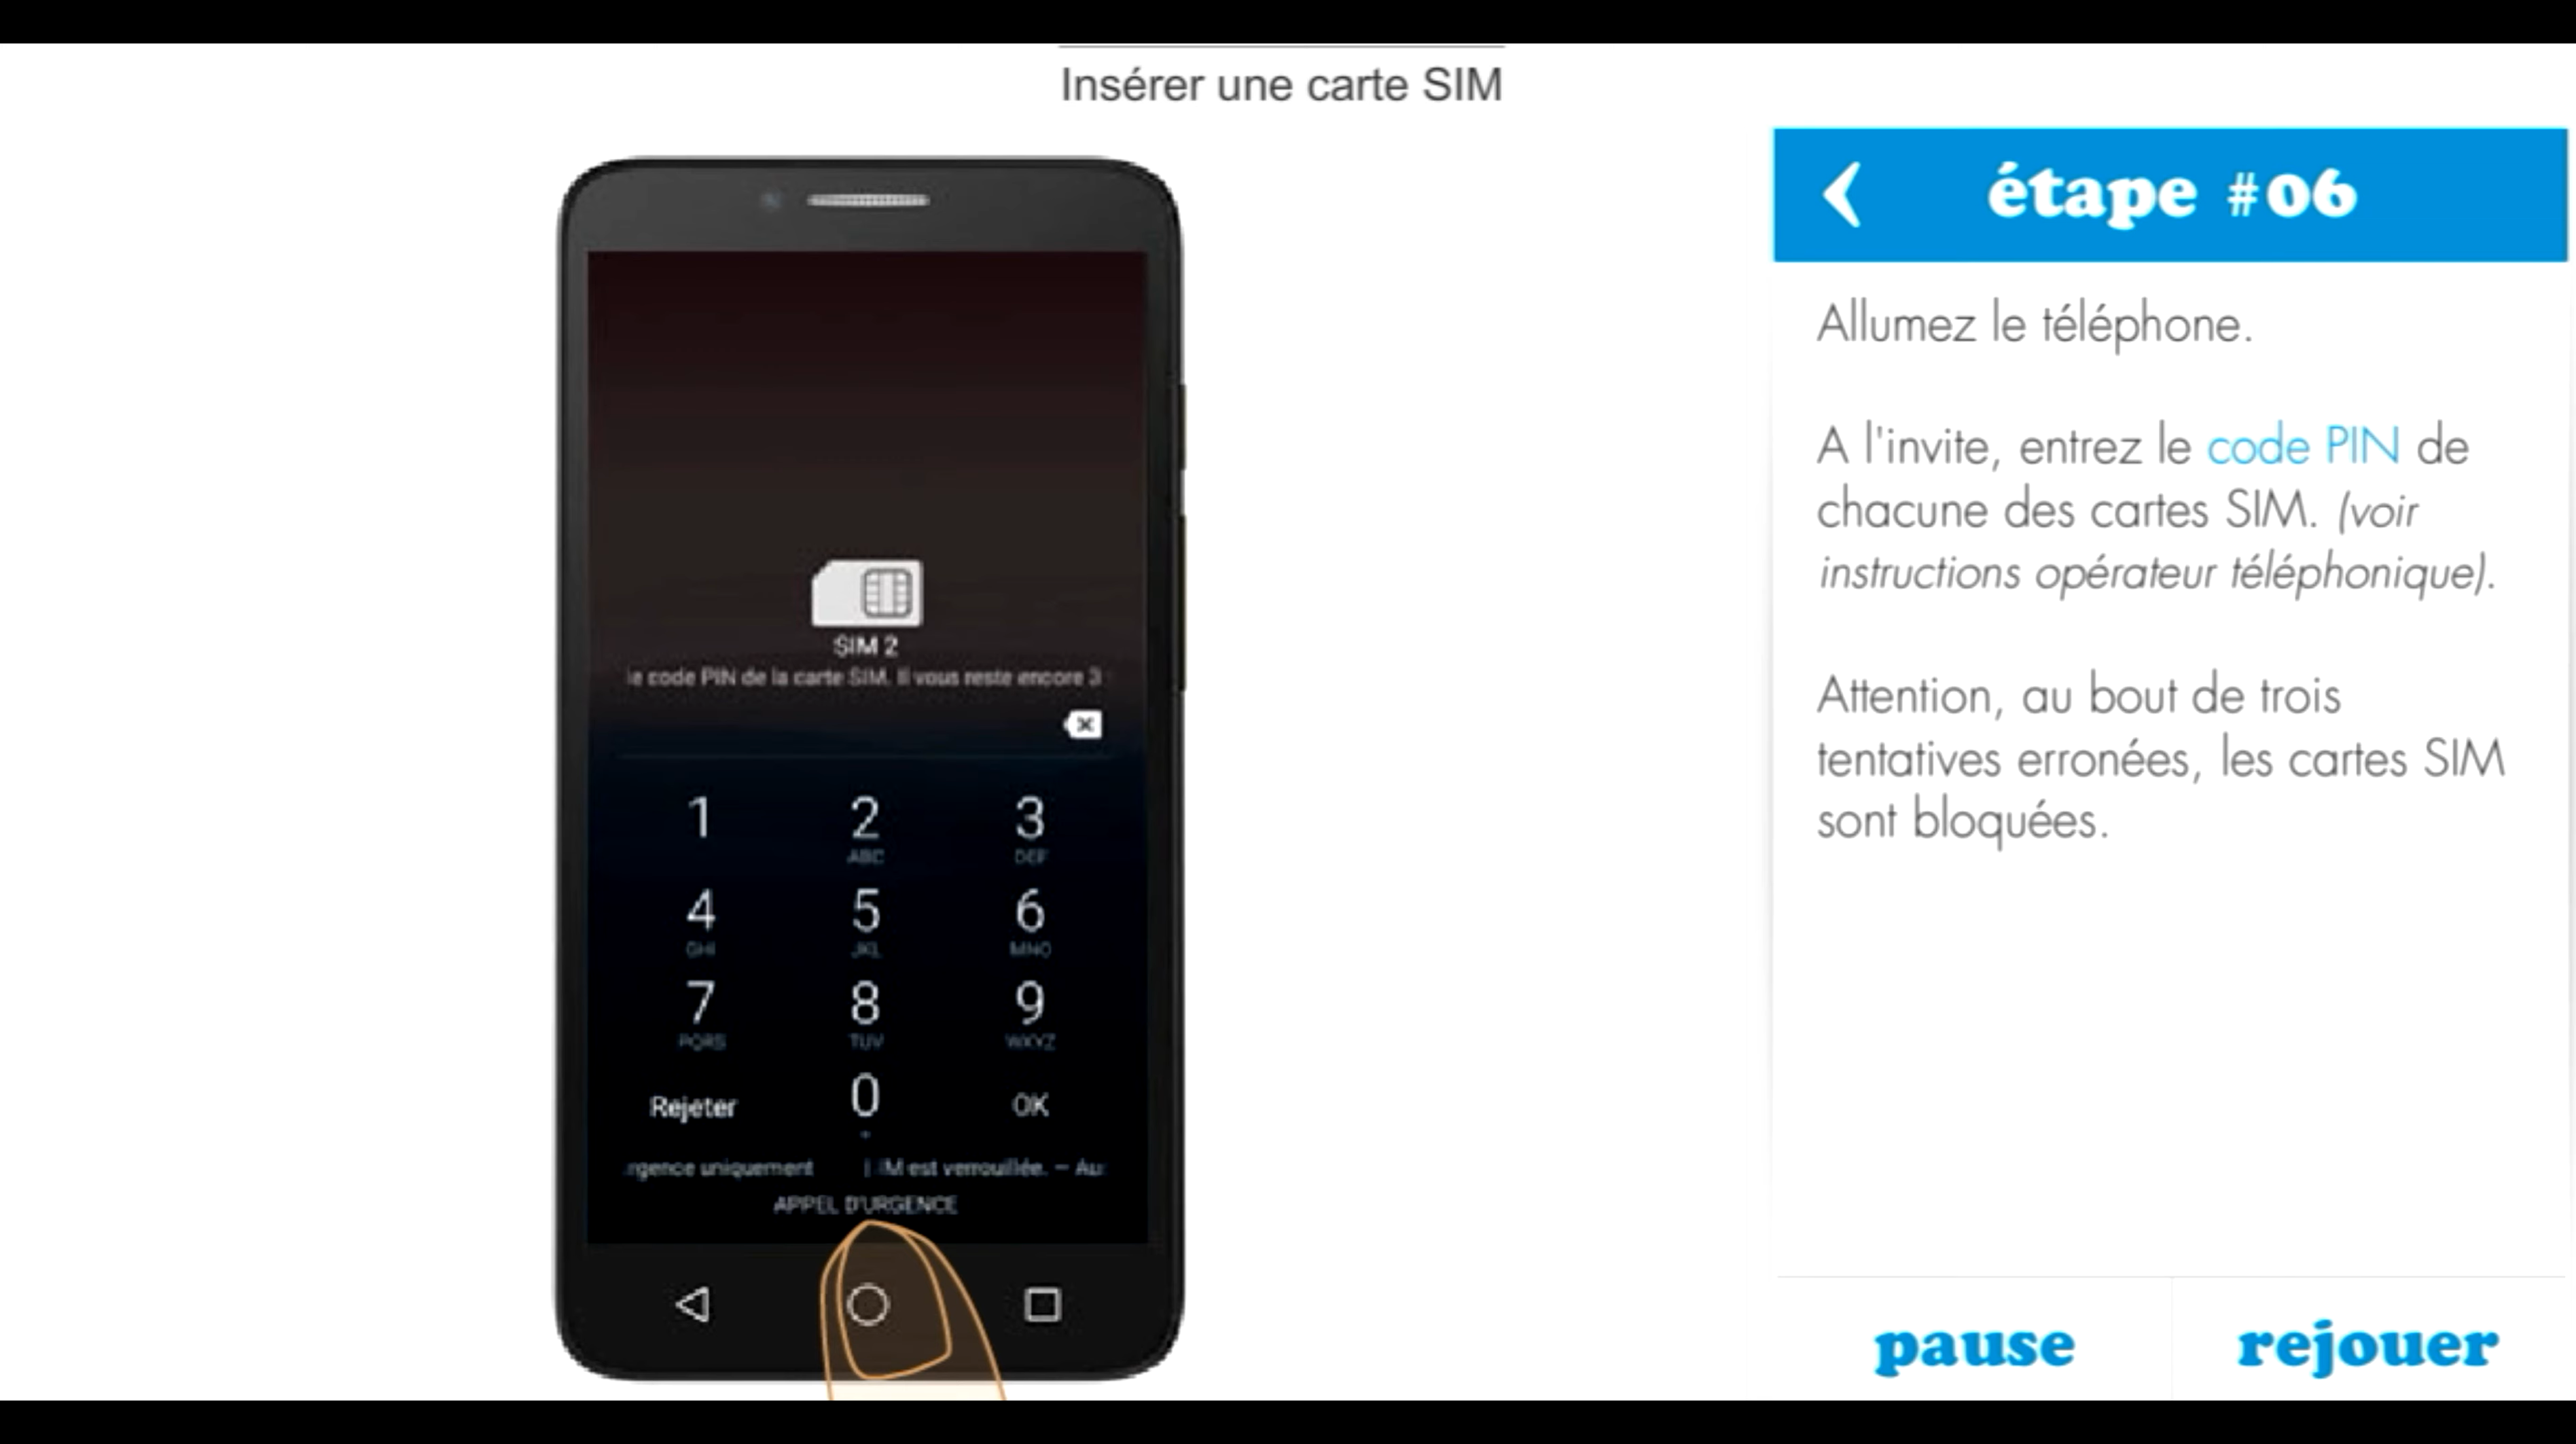 Insérer une carte SIM
étape #06
Allumez le téléphone.
A l'invite, entrez le code PIN de
chacune des cartes SIM. (voir
instructions opérateur téléphonique).
Attention, au bout de trois
tentatives erronées, les cartes SIM
sont bloquées.
SIM 2
le code PIN de la carte SIM. Il vous reste encore 3
1 2 3
ABC DEF
4 5 6
GHI JKL MNO
7 8 9
PQRS TUV WXYZ
Rejeter 0 OK
rgence uniquement | IM est verrouillée. – Au
APPEL D'URGENCE
pause rejouer